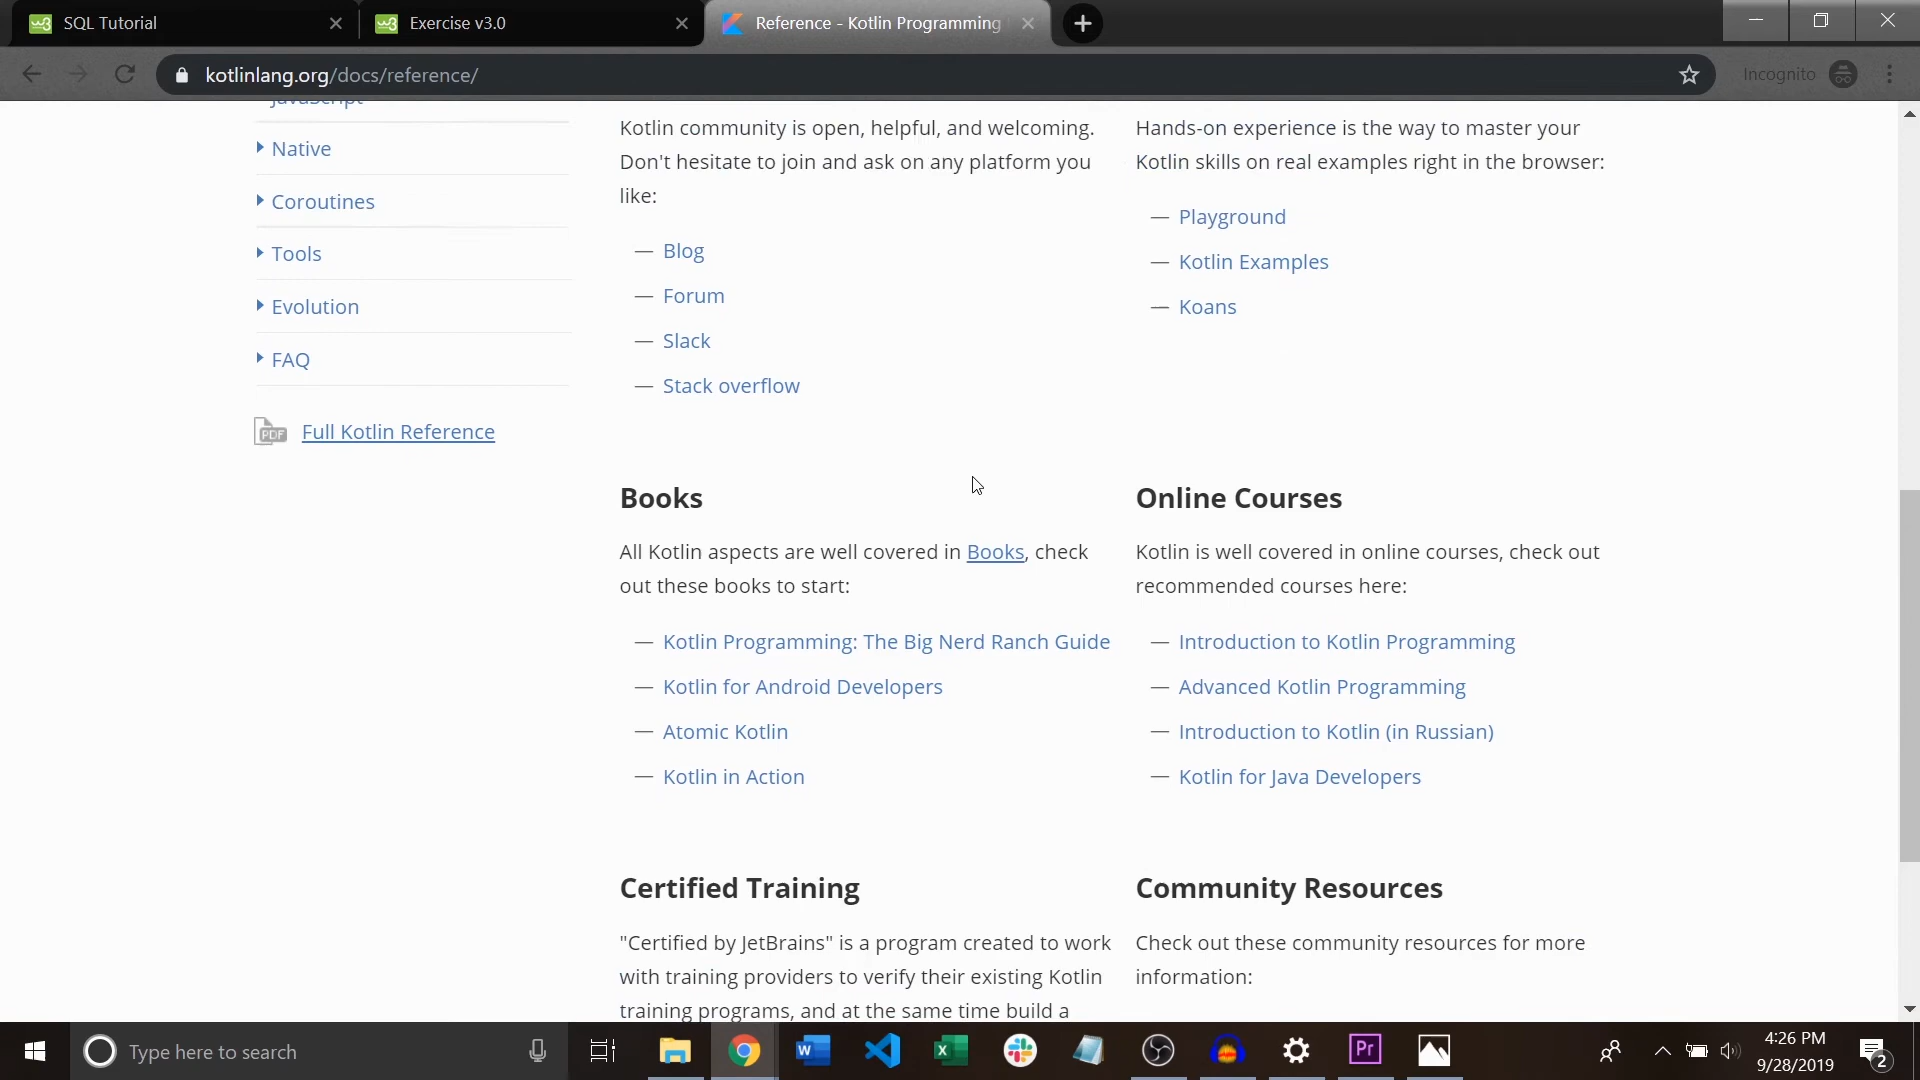 SQL Tutorial
Exercise v3.0
Reference - Kotlin Programming
kotlinlang.org/docs/reference/
Incognito
JavaScript
Native
Coroutines
Tools
Evolution
FAQ
PDF
Full Kotlin Reference
Kotlin community is open, helpful, and welcoming.
Don't hesitate to join and ask on any platform you
like:
— Blog
— Forum
— Slack
— Stack overflow
Hands-on experience is the way to master your
Kotlin skills on real examples right in the browser:
— Playground
— Kotlin Examples
— Koans
Books
All Kotlin aspects are well covered in Books, check
out these books to start:
— Kotlin Programming: The Big Nerd Ranch Guide
— Kotlin for Android Developers
— Atomic Kotlin
— Kotlin in Action
Online Courses
Kotlin is well covered in online courses, check out
recommended courses here:
— Introduction to Kotlin Programming
— Advanced Kotlin Programming
— Introduction to Kotlin (in Russian)
— Kotlin for Java Developers
Certified Training
"Certified by JetBrains" is a program created to work
with training providers to verify their existing Kotlin
training programs, and at the same time build a
Community Resources
Check out these community resources for more
information:
Type here to search
Pr
4:26 PM
9/28/2019
2